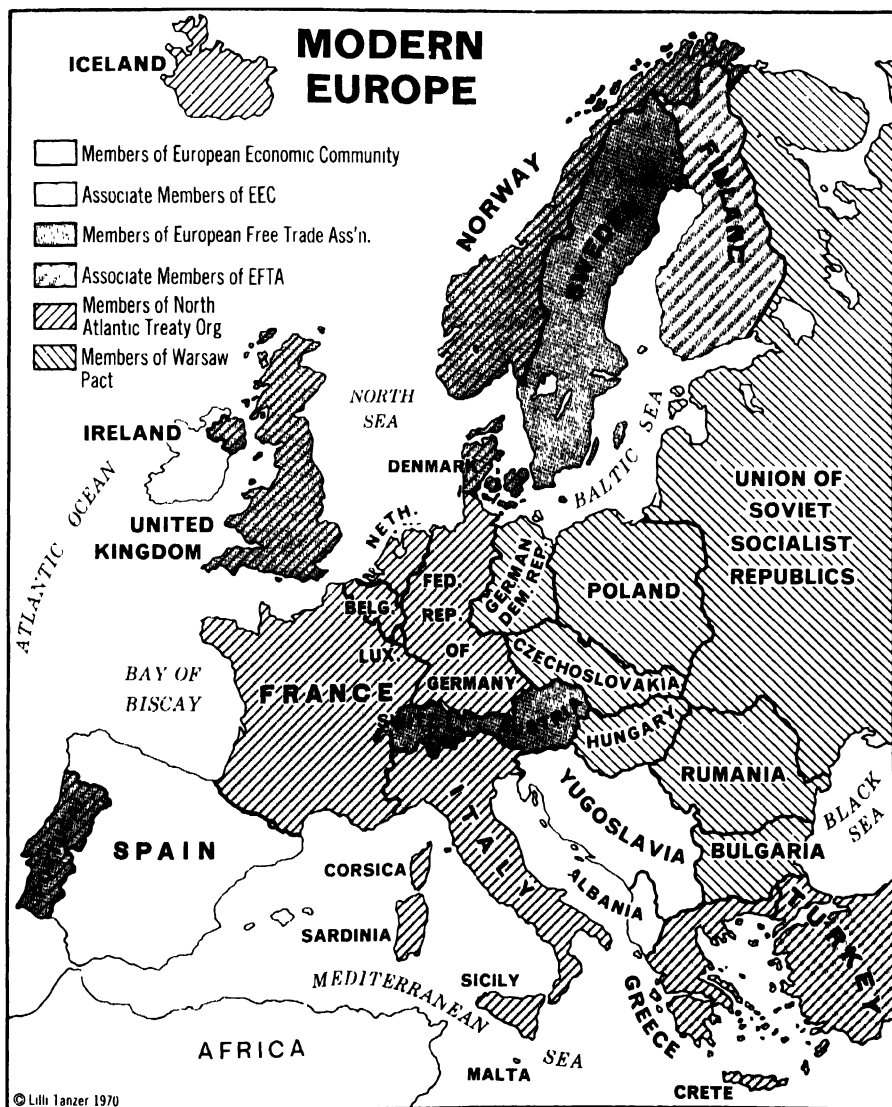 MODERN
EUROPE
ICELAND
Members of European Economic Community
Associate Members of EEC
Members of European Free Trade Ass'n.
Associate Members of EFTA
Members of North
Atlantic Treaty Org
Members of Warsaw
Pact
NORWAY
SWEDEN
FINLAND
NORTH
SEA
IRELAND
DENMARK
BALTIC SEA
UNION OF
SOVIET
SOCIALIST
REPUBLICS
ATLANTIC OCEAN
UNITED
KINGDOM
NETH.
FED.
REP.
OF
GERMANY
GERMAN
DEM. REP.
POLAND
BELG.
LUX.
CZECHOSLOVAKIA
BAY OF
BISCAY
FRANCE
AUSTRIA
HUNGARY
RUMANIA
ITALY
YUGOSLAVIA
BLACK
SEA
SPAIN
BULGARIA
CORSICA
ALBANIA
TURKEY
SARDINIA
MEDITERRANEAN
SEA
SICILY
GREECE
AFRICA
MALTA
CRETE
© Lilli Tanzer 1970